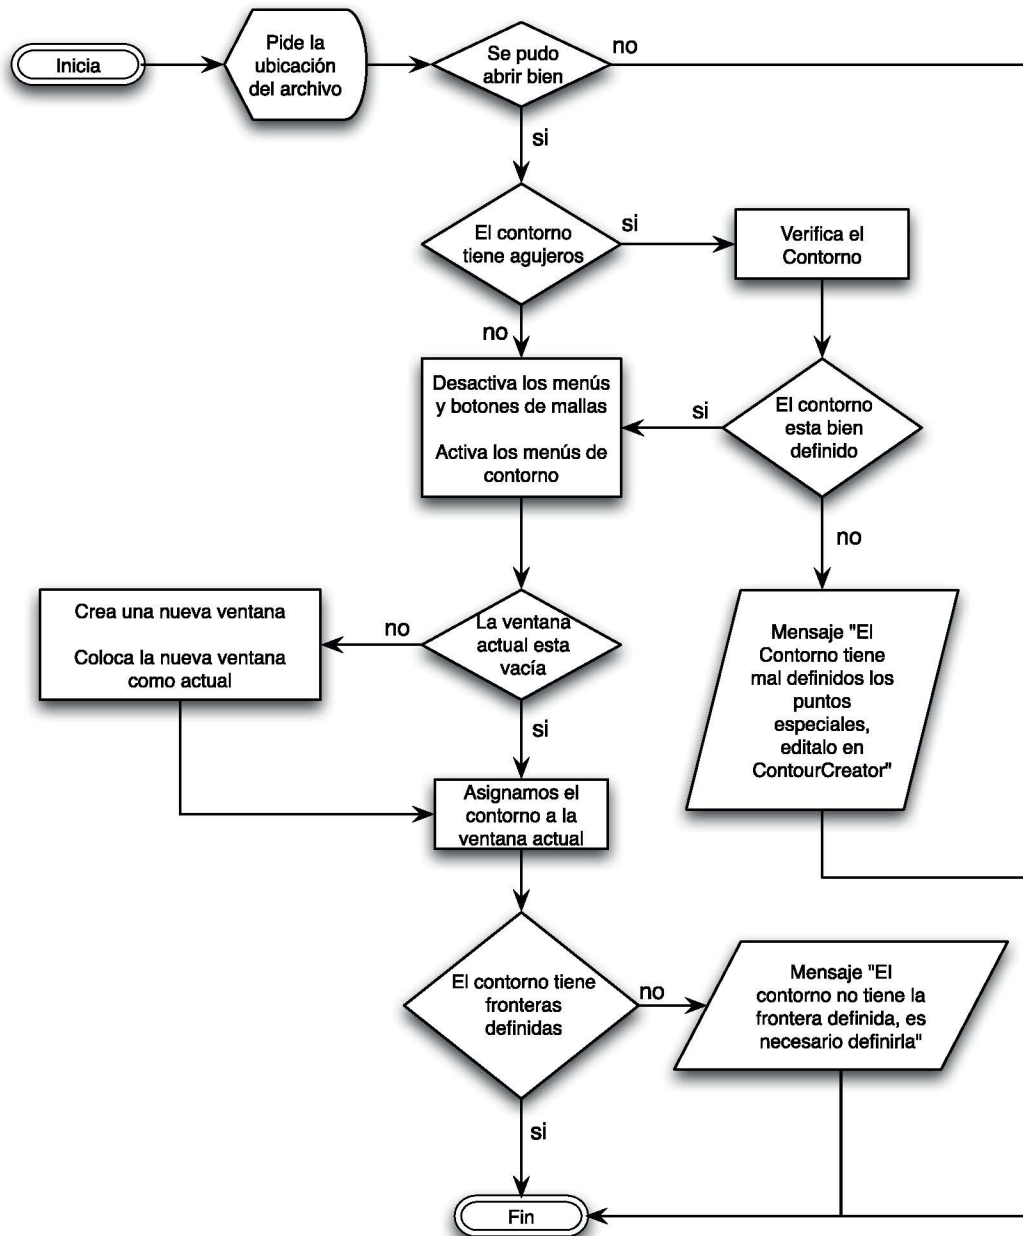 Inicia
Pide la
ubicación
del archivo
Se pudo
abrir bien
no
si
El contorno
tiene agujeros
si
Verifica el
Contorno
no
Desactiva los menús
y botones de mallas
Activa los menús de
contorno
si
El contorno
esta bien
definido
no
Crea una nueva ventana
Coloca la nueva ventana
como actual
no
La ventana
actual esta
vacía
Mensaje "El
Contorno tiene
mal definidos los
puntos
especiales,
editalo en
ContourCreator"
si
Asignamos el
contorno a la
ventana actual
El contorno tiene
fronteras
definidas
no
Mensaje "El
contorno no tiene la
frontera definida, es
necesario definirla"
si
Fin